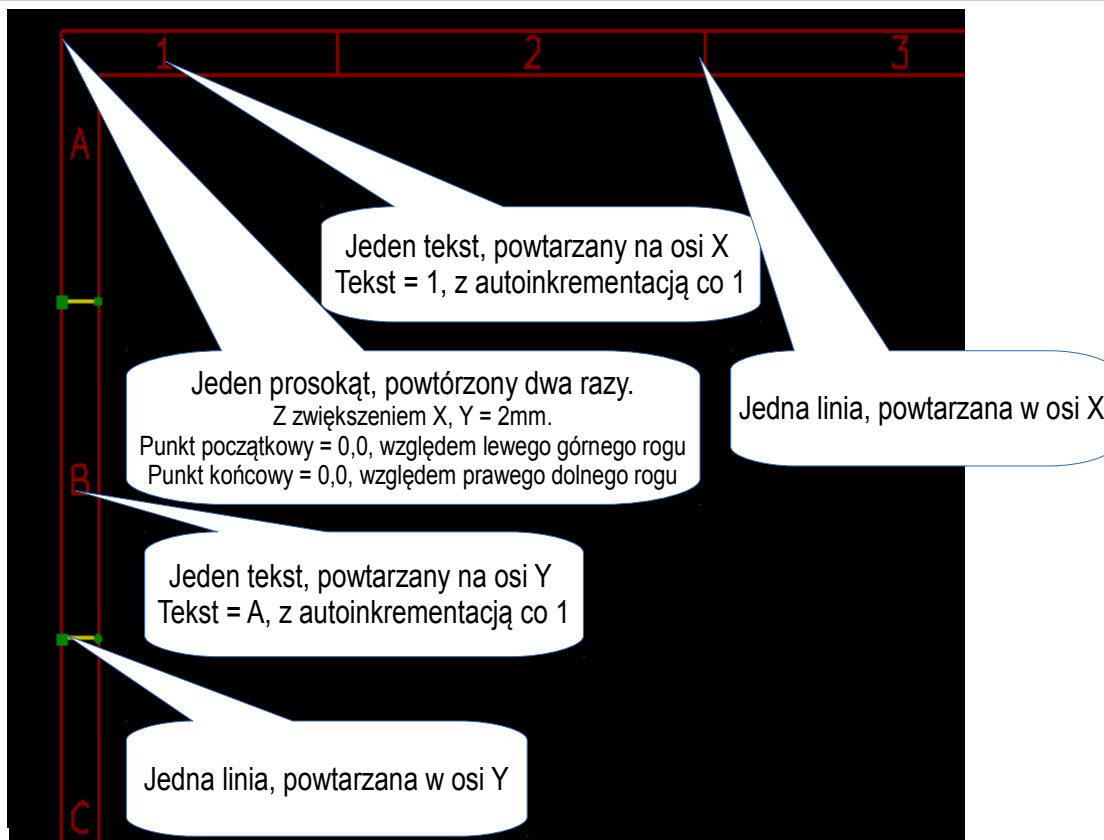 1
2
3
A
Jeden tekst, powtarzany na osi X
Tekst = 1, z autoinkrementacją co 1
Jeden prosokąt, powtórzony dwa razy.
Z zwiększeniem X, Y = 2mm.
Punkt początkowy = 0,0, względem lewego górnego rogu
Punkt końcowy = 0,0, względem prawego dolnego rogu
Jedna linia, powtarzana w osi X
B
Jeden tekst, powtarzany na osi Y
Tekst = A, z autoinkrementacją co 1
Jedna linia, powtarzana w osi Y
C